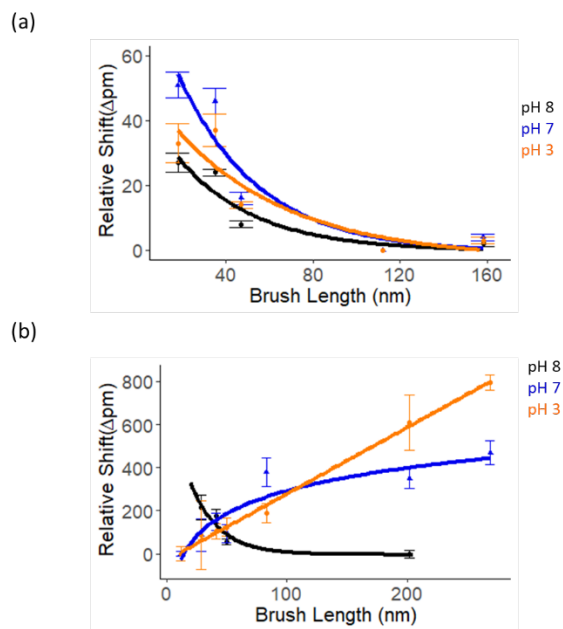 (a)
60
40
20
0
Relative Shift(Δpm)
40
80
120
160
Brush Length (nm)
pH 8
pH 7
pH 3
(b)
800
600
400
200
0
Relative Shift(Δpm)
0
100
200
Brush Length (nm)
pH 8
pH 7
pH 3